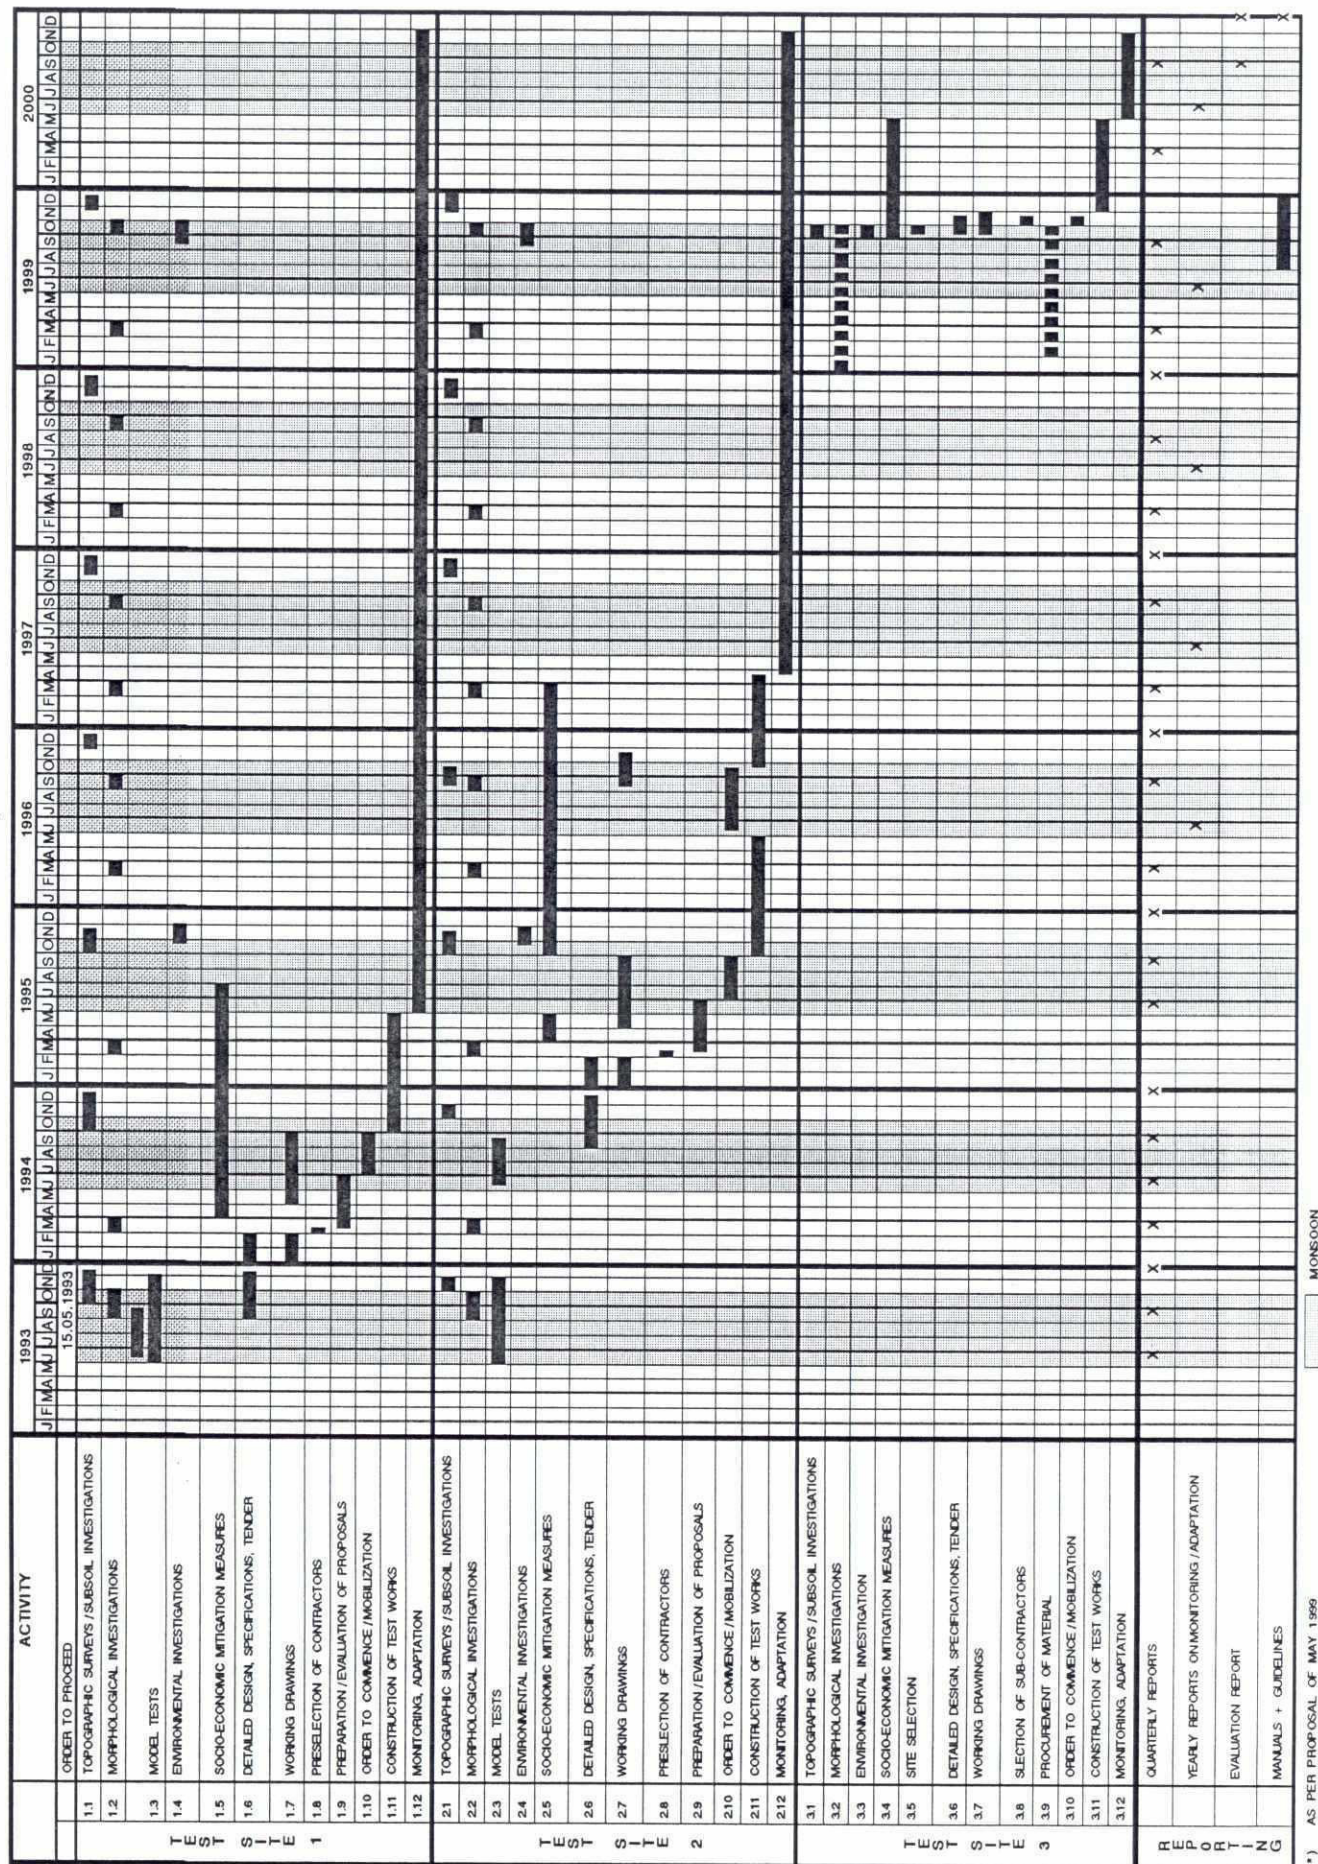 ACTIVITY
1993 1994 1995 1996 1997 1998 1999 2000
J F M A M J J A S O N D J F M A M J J A S O N D J F M A M J J A S O N D J F M A M J J A S O N D J F M A M J J A S O N D J F M A M J J A S O N D J F M A M J J A S O N D J F M A M J J A S O N D
ORDER TO PROCEED 15.05.1993
TEST SITE 1
1.1 TOPOGRAPHIC SURVEYS / SUBSOIL INVESTIGATIONS
1.2 MORPHOLOGICAL INVESTIGATIONS
1.3 MODEL TESTS
1.4 ENVIRONMENTAL INVESTIGATIONS
1.5 SOCIO-ECONOMIC MITIGATION MEASURES
1.6 DETAILED DESIGN, SPECIFICATIONS, TENDER
1.7 WORKING DRAWINGS
1.8 PRESELECTION OF CONTRACTORS
1.9 PREPARATION / EVALUATION OF PROPOSALS
1.10 ORDER TO COMMENCE / MOBILIZATION
1.11 CONSTRUCTION OF TEST WORKS
1.12 MONITORING, ADAPTATION
TEST SITE 2
2.1 TOPOGRAPHIC SURVEYS / SUBSOIL INVESTIGATIONS
2.2 MORPHOLOGICAL INVESTIGATIONS
2.3 MODEL TESTS
2.4 ENVIRONMENTAL INVESTIGATIONS
2.5 SOCIO-ECONOMIC MITIGATION MEASURES
2.6 DETAILED DESIGN, SPECIFICATIONS, TENDER
2.7 WORKING DRAWINGS
2.8 PRESLECTION OF CONTRACTORS
2.9 PREPARATION / EVALUATION OF PROPOSALS
2.10 ORDER TO COMMENCE / MOBILIZATION
2.11 CONSTRUCTION OF TEST WORKS
2.12 MONITORING, ADAPTATION
TEST SITE 3
3.1 TOPOGRAPHIC SURVEYS / SUBSOIL INVESTIGATIONS
3.2 MORPHOLOGICAL INVESTIGATIONS
3.3 ENVIRONMENTAL INVESTIGATION
3.4 SOCIO-ECONOMIC MITIGATION MEASURES
3.5 SITE SELECTION
3.6 DETAILED DESIGN, SPECIFICATIONS, TENDER
3.7 WORKING DRAWINGS
3.8 SLECTION OF SUB-CONTRACTORS
3.9 PROCUREMENT OF MATERIAL
3.10 ORDER TO COMMENCE / MOBILIZATION
3.11 CONSTRUCTION OF TEST WORKS
3.12 MONITORING, ADAPTATION
REPORTING
QUARTERLY REPORTS
YEARLY REPORTS ON MONITORING / ADAPTATION
EVALUATION REPORT
MANUALS + GUIDELINES
*) AS PER PROPOSAL OF MAY 1999
MONSOON